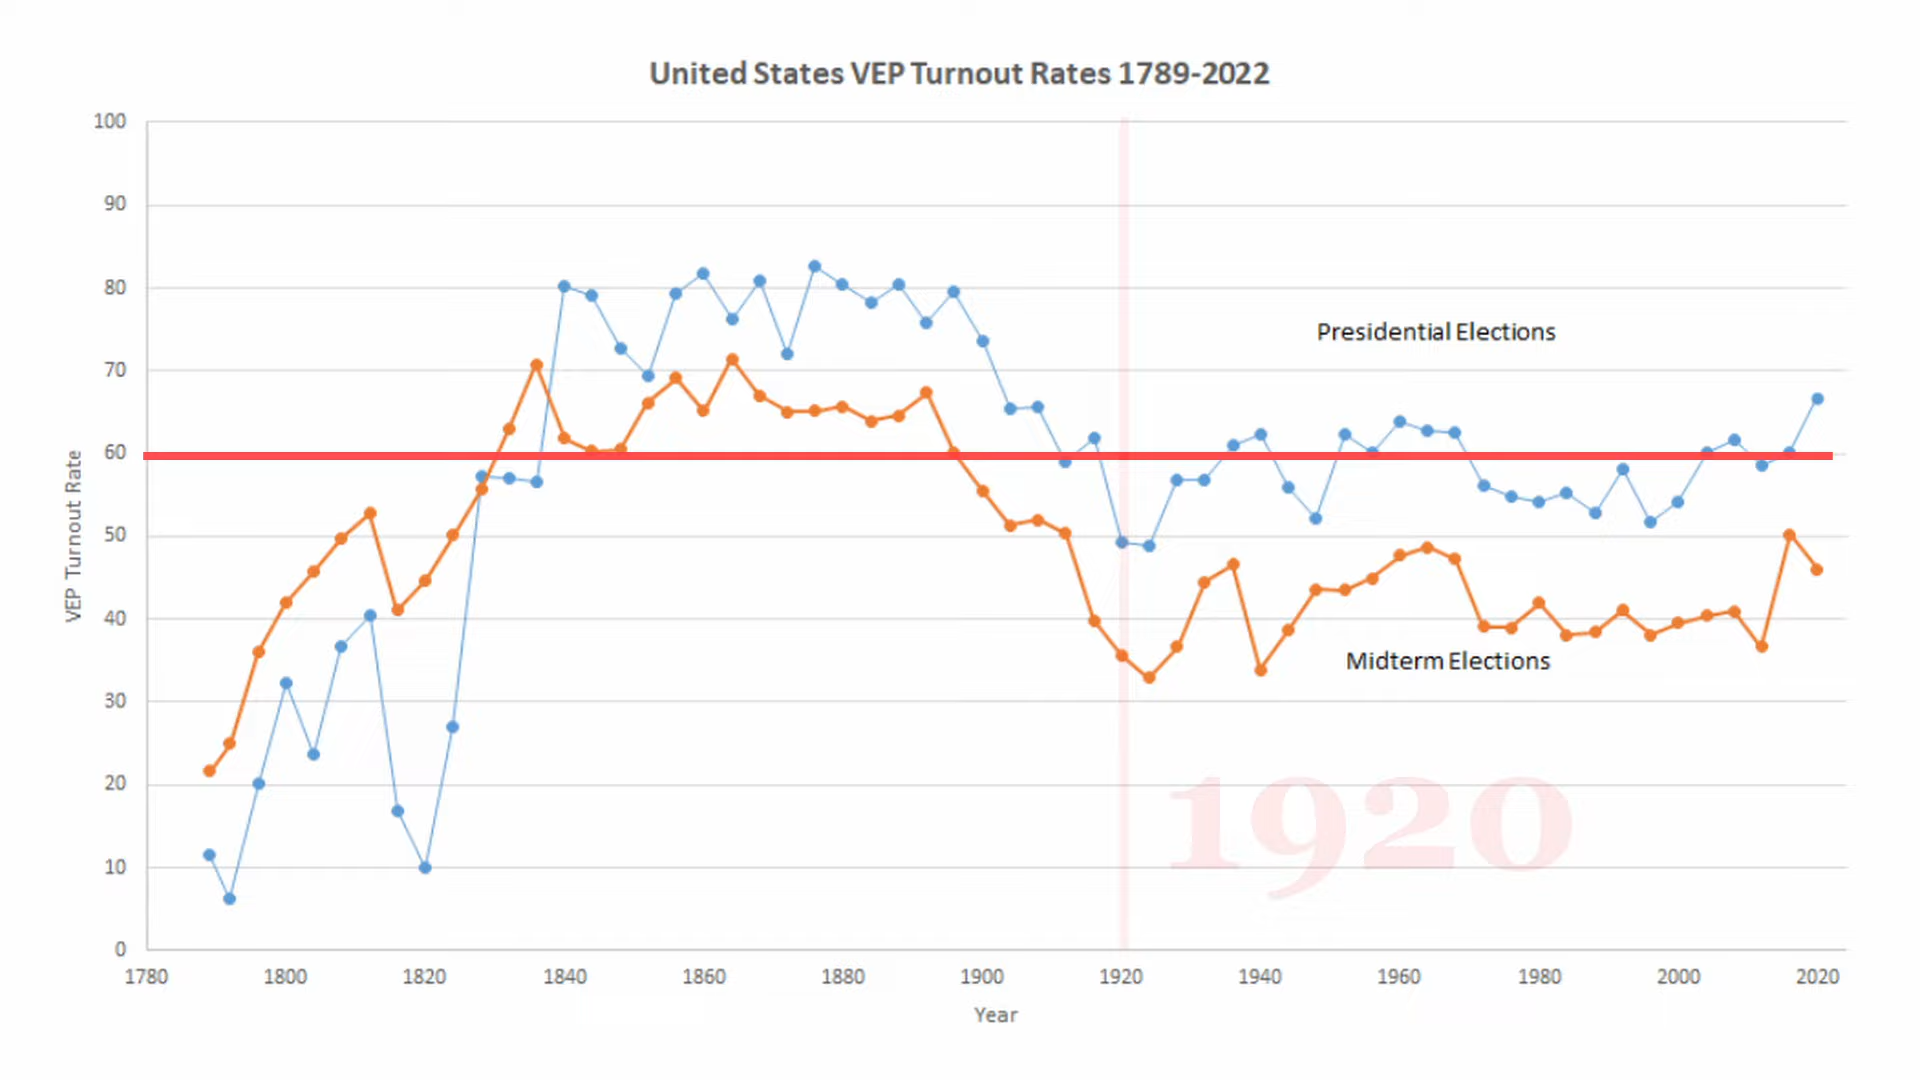 United States VEP Turnout Rates 1789-2022
100
90
80
70
60
50
40
30
20
10
0
VEP Turnout Rate
Presidential Elections
Midterm Elections
1920
1780 1800 1820 1840 1860 1880 1900 1920 1940 1960 1980 2000 2020
Year